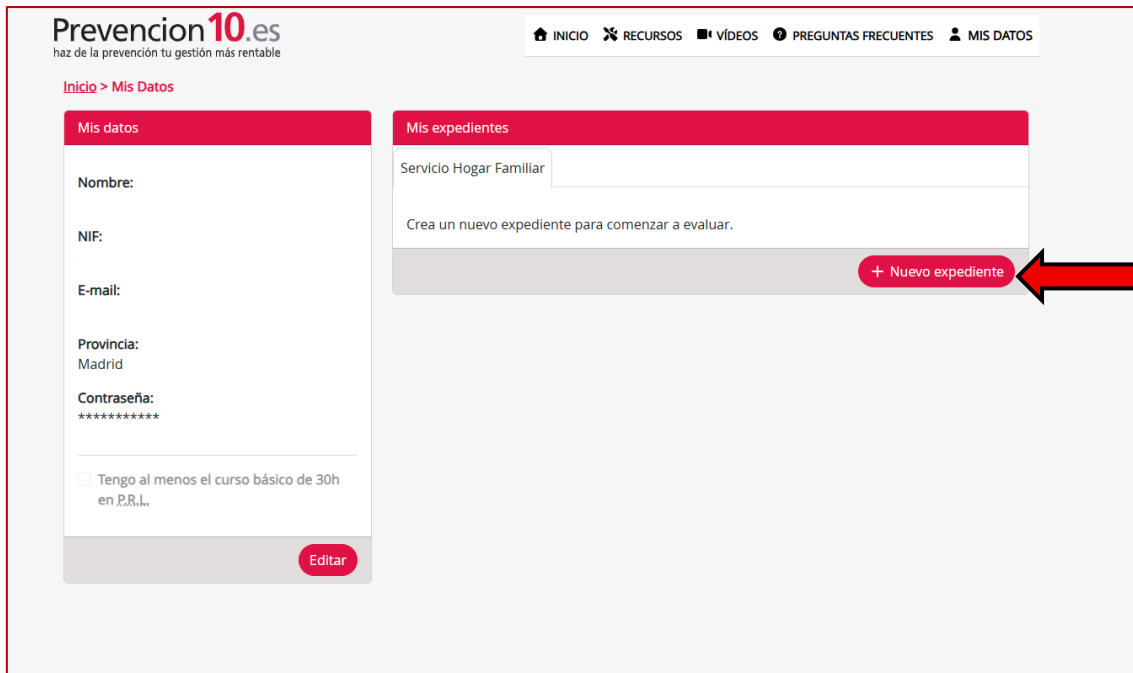 Prevencion10.es
haz de la prevención tu gestión más rentable
INICIO RECURSOS VÍDEOS PREGUNTAS FRECUENTES MIS DATOS
Inicio > Mis Datos
Mis datos
Nombre:
NIF:
E-mail:
Provincia:
Madrid
Contraseña:
***********
Tengo al menos el curso básico de 30h
en P.R.L.
Editar
Mis expedientes
Servicio Hogar Familiar
Crea un nuevo expediente para comenzar a evaluar.
+ Nuevo expediente